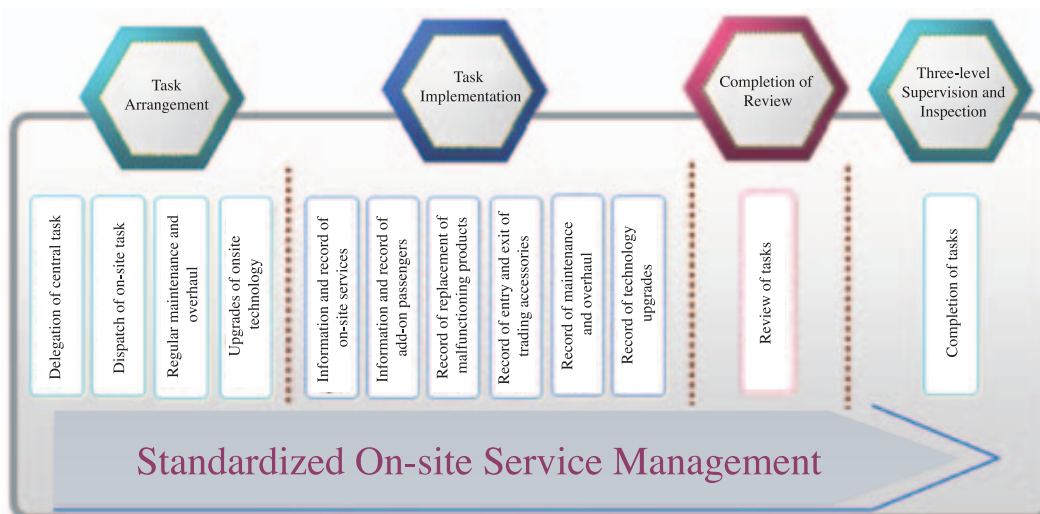 Task
Arrangement
Task
Implementation
Completion of
Review
Three-level
Supervision and
Inspection
Delegation of central task
Dispatch of on-site task
Regular maintenance and
overhaul
Upgrades of onsite
technology
Information and record of
on-site services
Information and record of
add-on passengers
Record of replacement of
malfunctioning products
Record of entry and exit of
trading accessories
Record of maintenance
and overhaul
Record of technology
upgrades
Review of tasks
Completion of tasks
Standardized On-site Service Management